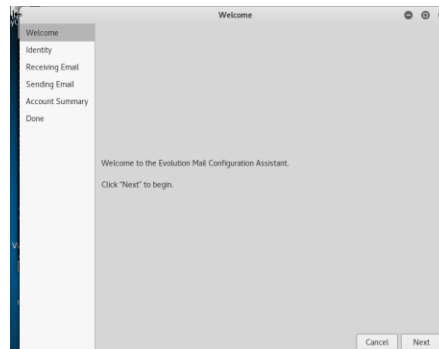 Welcome
Welcome
Identity
Receiving Email
Sending Email
Account Summary
Done
Welcome to the Evolution Mail Configuration Assistant.
Click "Next" to begin.
Cancel
Next